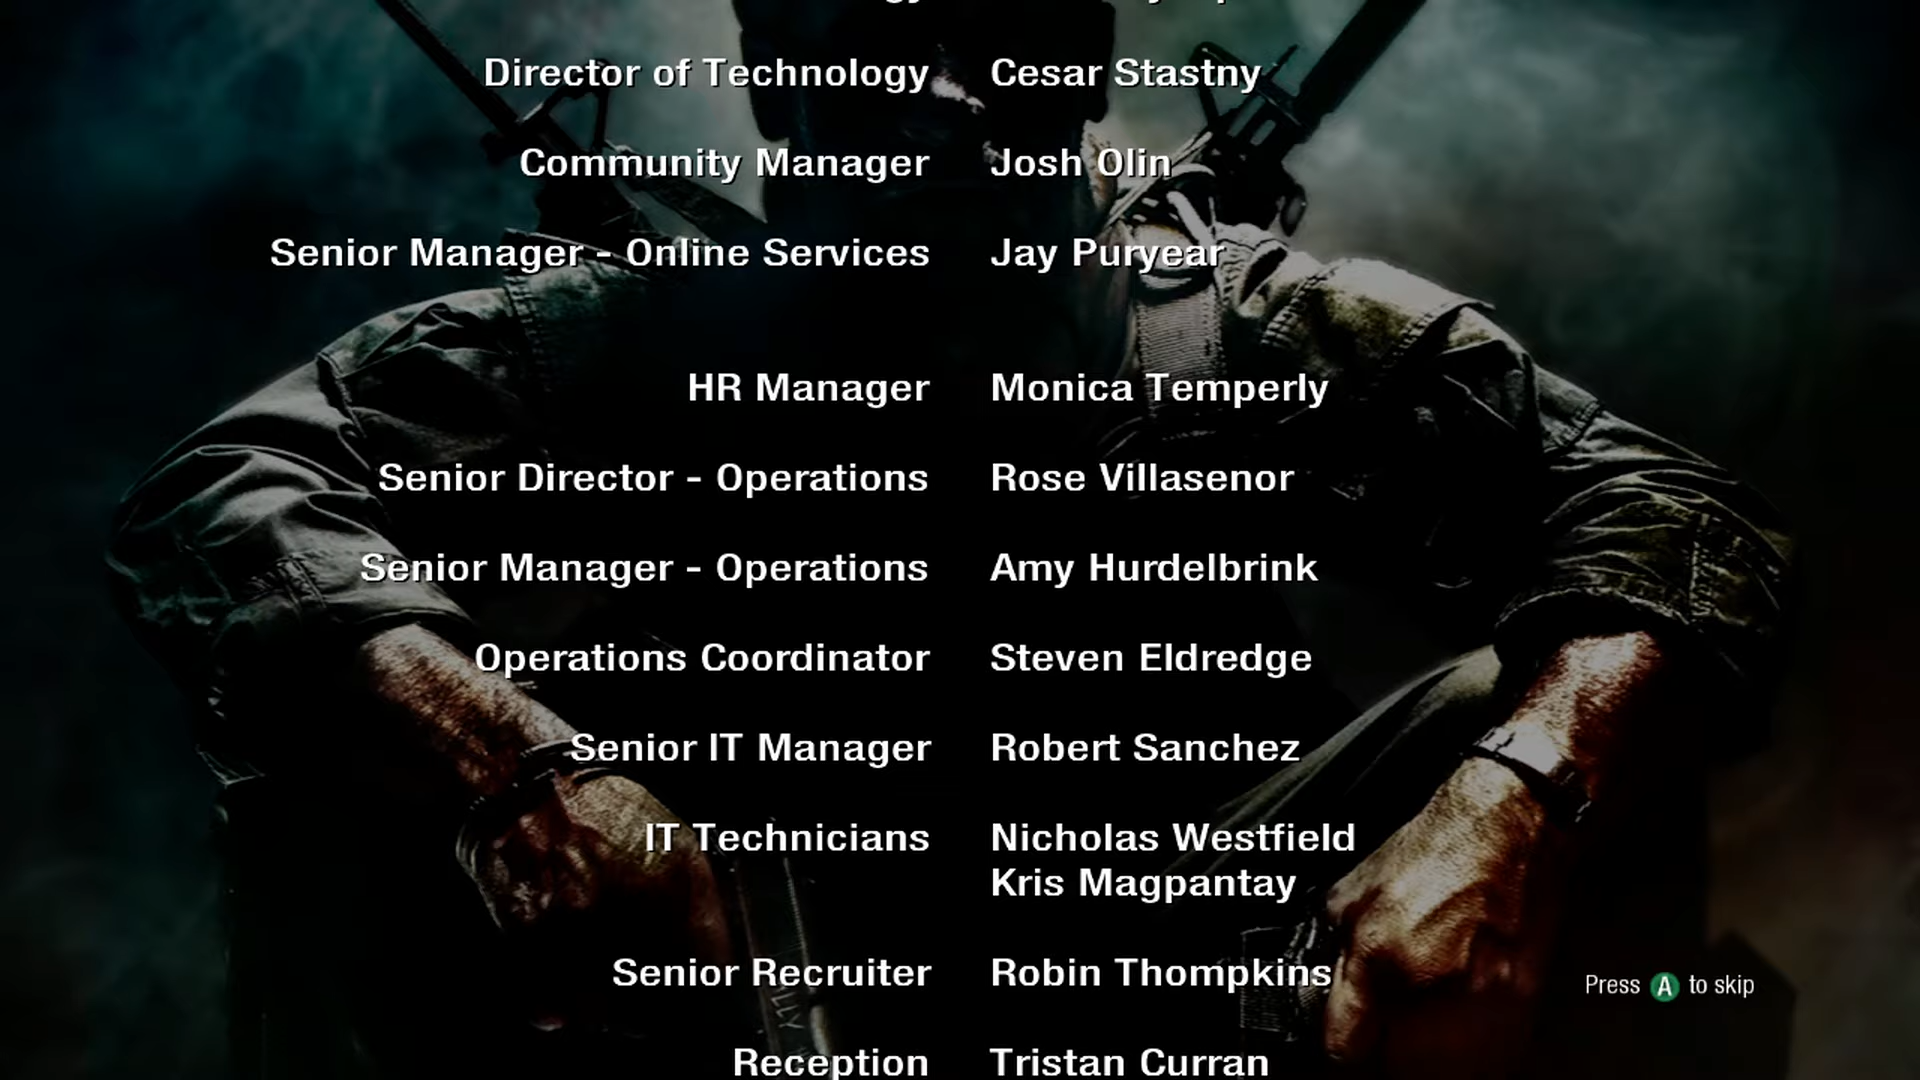 Director of Technology Cesar Stastny
Community Manager Josh Olin
Senior Manager - Online Services Jay Puryear
HR Manager Monica Temperly
Senior Director - Operations Rose Villasenor
Senior Manager - Operations Amy Hurdelbrink
Operations Coordinator Steven Eldredge
Senior IT Manager Robert Sanchez
IT Technicians Nicholas Westfield
Kris Magpantay
Senior Recruiter Robin Thompkins
Press A to skip
Reception Tristan Curran